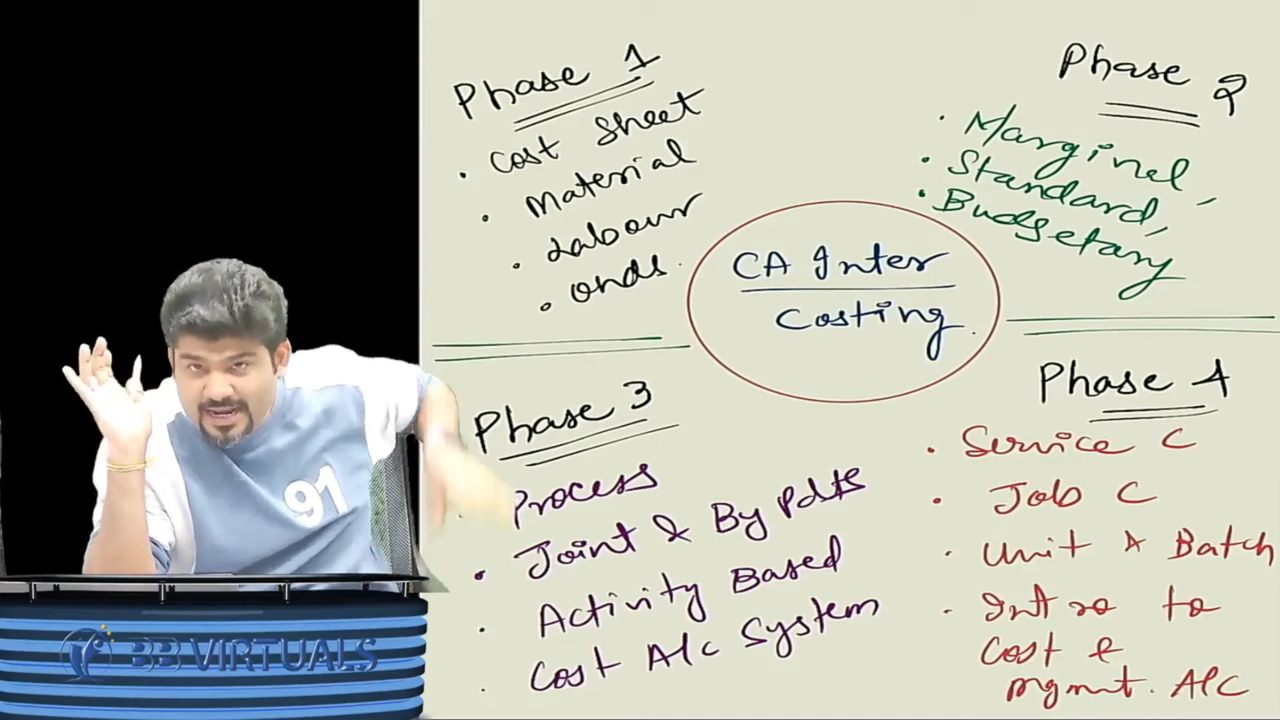 Phase 1
• Cost Sheet
• Material
• Labour
• OHDs.
Phase 2
• Marginal,
• Standard,
• Budgetary
CA Inter
Costing
Phase 3
Process
• Joint & By Pdts
• Activity Based
• Cost A/c System
Phase 4
• Service C
• Job C
• Unit & Batch
• Intro to
Cost &
mgmt. A/C
91
BB VIRTUALS